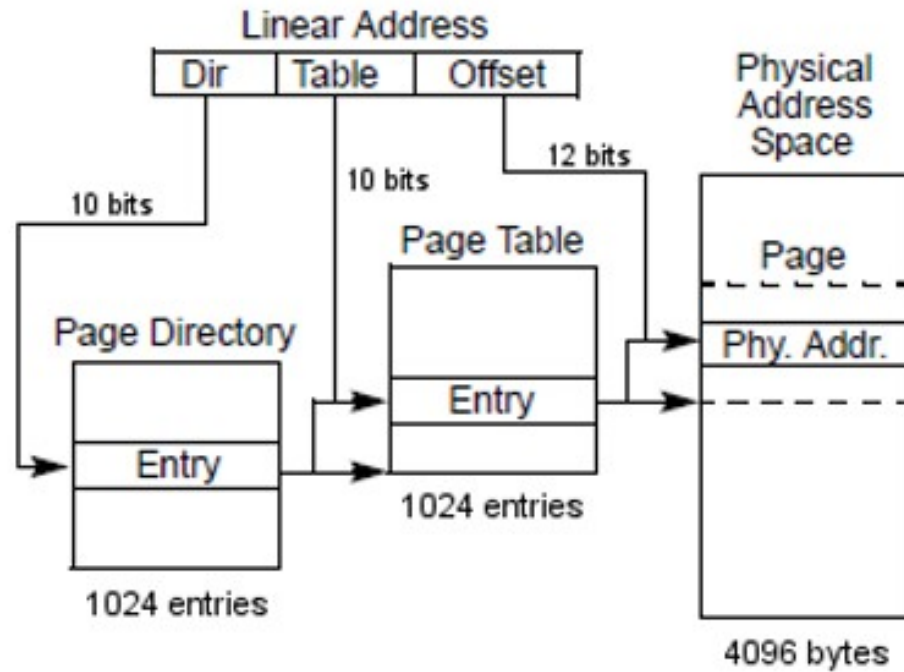 Linear Address
Dir Table Offset
Physical
Address
Space
12 bits
10 bits
10 bits
Page Table
Page
Page Directory
Phy. Addr.
Entry
Entry
1024 entries
1024 entries
4096 bytes